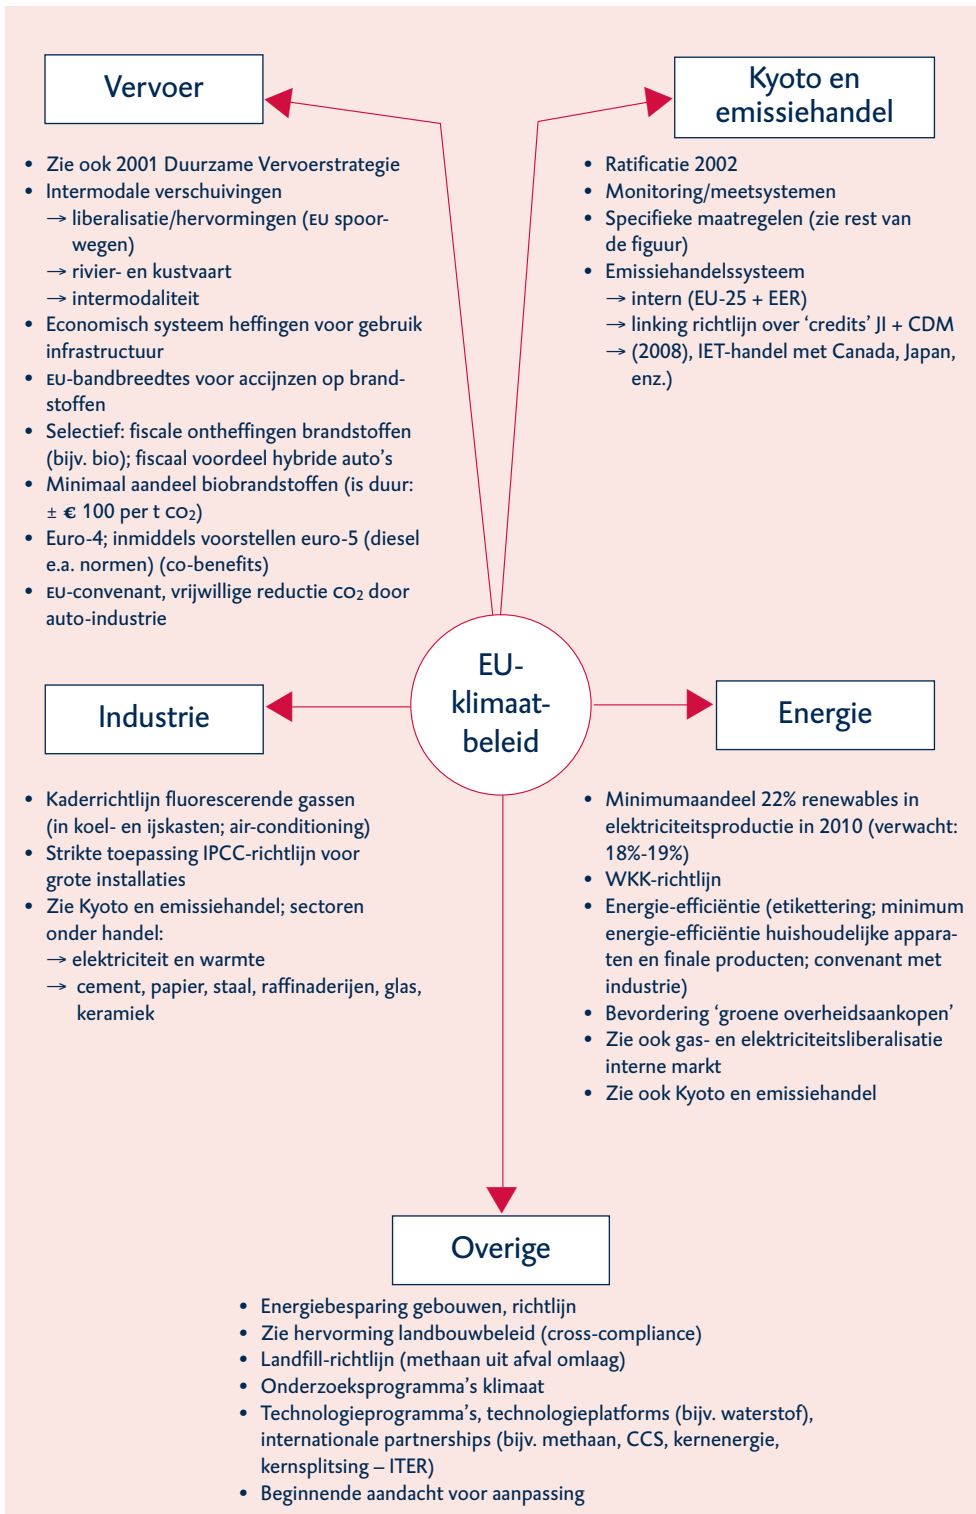 Vervoer
• Zie ook 2001 Duurzame Vervoerstrategie
• Intermodale verschuivingen
→ liberalisatie/hervormingen (EU spoor-
wegen)
→ rivier- en kustvaart
→ intermodaliteit
• Economisch systeem heffingen voor gebruik
infrastructuur
• EU-bandbreedtes voor accijnzen op brand-
stoffen
• Selectief: fiscale ontheffingen brandstoffen
(bijv. bio); fiscaal voordeel hybride auto’s
• Minimaal aandeel biobrandstoffen (is duur:
± € 100 per t CO₂)
• Euro-4; inmiddels voorstellen euro-5 (diesel
e.a. normen) (co-benefits)
• EU-convenant, vrijwillige reductie CO₂ door
auto-industrie
Kyoto en
emissiehandel
• Ratificatie 2002
• Monitoring/meetsystemen
• Specifieke maatregelen (zie rest van
de figuur)
• Emissiehandelssysteem
→ intern (EU-25 + EER)
→ linking richtlijn over ‘credits’ JI + CDM
→ (2008), IET-handel met Canada, Japan,
enz.)
EU-
klimaat-
beleid
Industrie
• Kaderrichtlijn fluorescerende gassen
(in koel- en ijskasten; air-conditioning)
• Strikte toepassing IPCC-richtlijn voor
grote installaties
• Zie Kyoto en emissiehandel; sectoren
onder handel:
→ elektriciteit en warmte
→ cement, papier, staal, raffinaderijen, glas,
keramiek
Energie
• Minimumaandeel 22% renewables in
elektriciteitsproductie in 2010 (verwacht:
18%-19%)
• WKK-richtlijn
• Energie-efficiëntie (etikettering; minimum
energie-efficiëntie huishoudelijke appara-
ten en finale producten; convenant met
industrie)
• Bevordering ‘groene overheidsaankopen’
• Zie ook gas- en elektriciteitsliberalisatie
interne markt
• Zie ook Kyoto en emissiehandel
Overige
• Energiebesparing gebouwen, richtlijn
• Zie hervorming landbouwbeleid (cross-compliance)
• Landfill-richtlijn (methaan uit afval omlaag)
• Onderzoeksprogramma’s klimaat
• Technologieprogramma’s, technologieplatforms (bijv. waterstof),
internationale partnerships (bijv. methaan, CCS, kernenergie,
kernsplitsing – ITER)
• Beginnende aandacht voor aanpassing